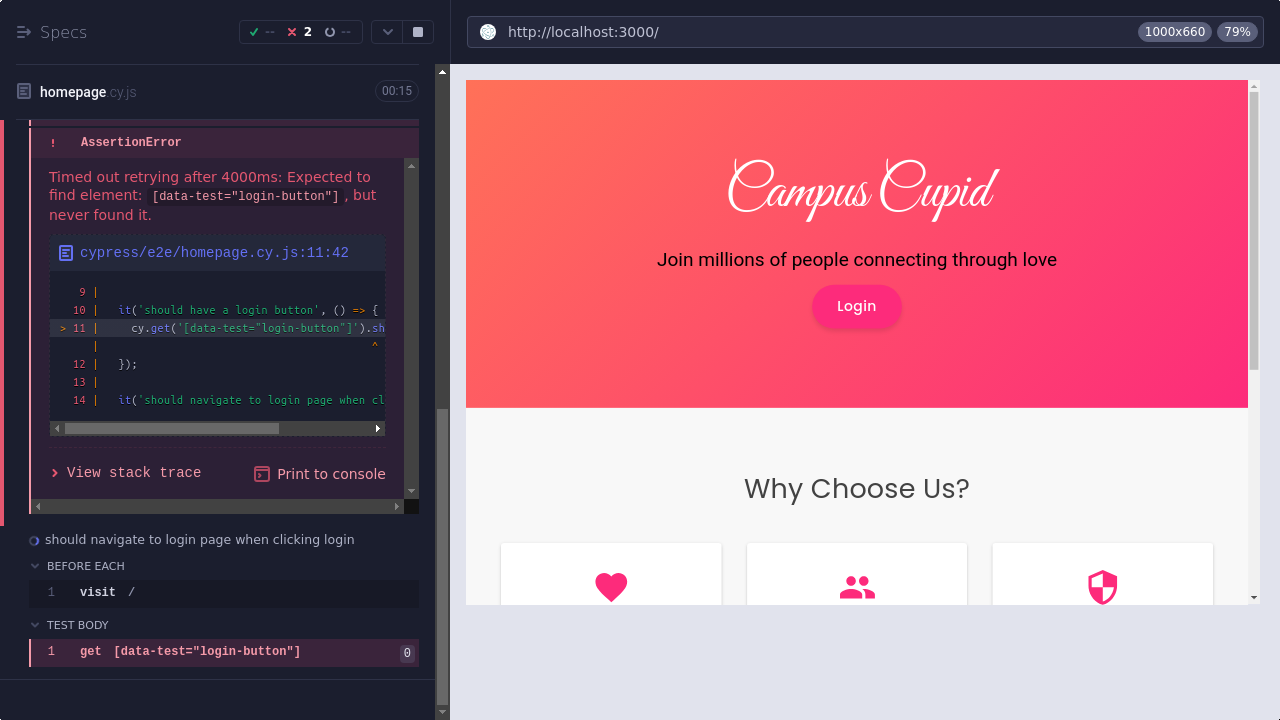 Specs
-- 2 --
homepage.cy.js 00:15
! AssertionError
Timed out retrying after 4000ms: Expected to
find element: [data-test="login-button"], but
never found it.
cypress/e2e/homepage.cy.js:11:42
9 |
10 | it('should have a login button', () => {
> 11 | cy.get('[data-test="login-button"]').sh
| ^
12 | });
13 |
14 | it('should navigate to login page when cl
View stack trace Print to console
should navigate to login page when clicking login
BEFORE EACH
1 visit /
TEST BODY
1 get [data-test="login-button"] 0
http://localhost:3000/ 1000x660 79%
Campus Cupid
Join millions of people connecting through love
Login
Why Choose Us?